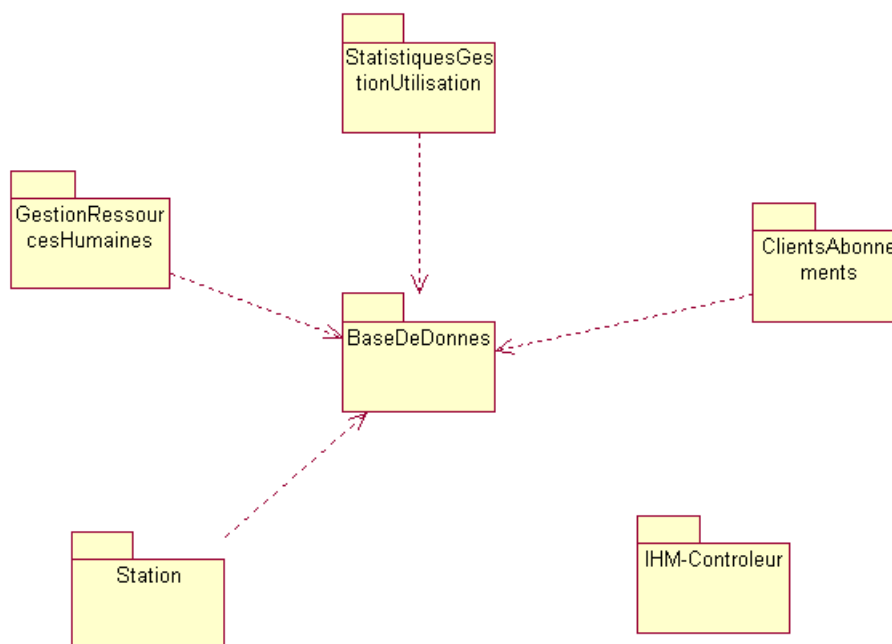 StatistiquesGes
tionUtilisation
GestionRessour
cesHumaines
ClientsAbonne
ments
BaseDeDonnes
Station
IHM-Controleur